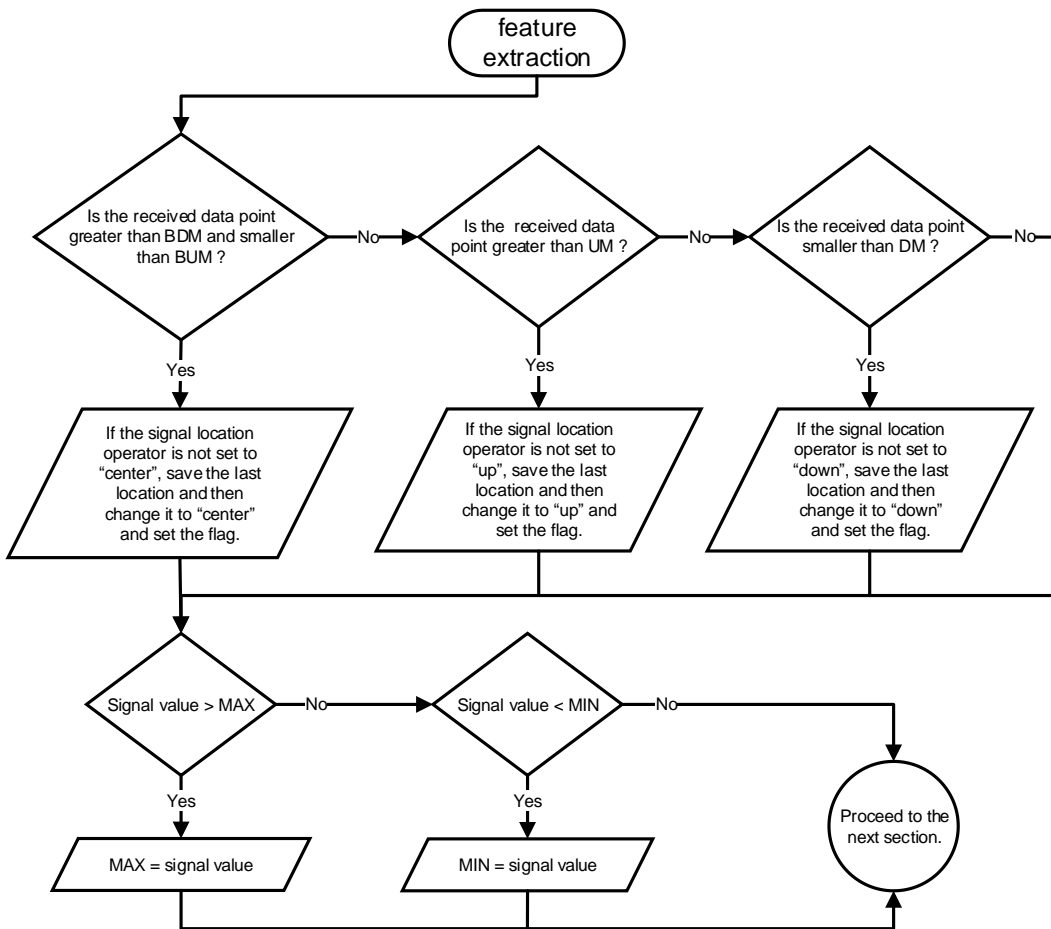 feature
extraction
Is the received data point
greater than BDM and smaller
than BUM ?
No
Is the received data
point greater than UM ?
No
Is the received data point
smaller than DM ?
No
Yes
Yes
Yes
If the signal location
operator is not set to
“center”, save the last
location and then
change it to “center”
and set the flag.
If the signal location
operator is not set to
“up”, save the last
location and then
change it to “up” and
set the flag.
If the signal location
operator is not set to
“down”, save the last
location and then
change it to “down”
and set the flag.
Signal value > MAX
No
Signal value < MIN
No
Yes
Yes
Proceed to the
next section.
MAX = signal value
MIN = signal value